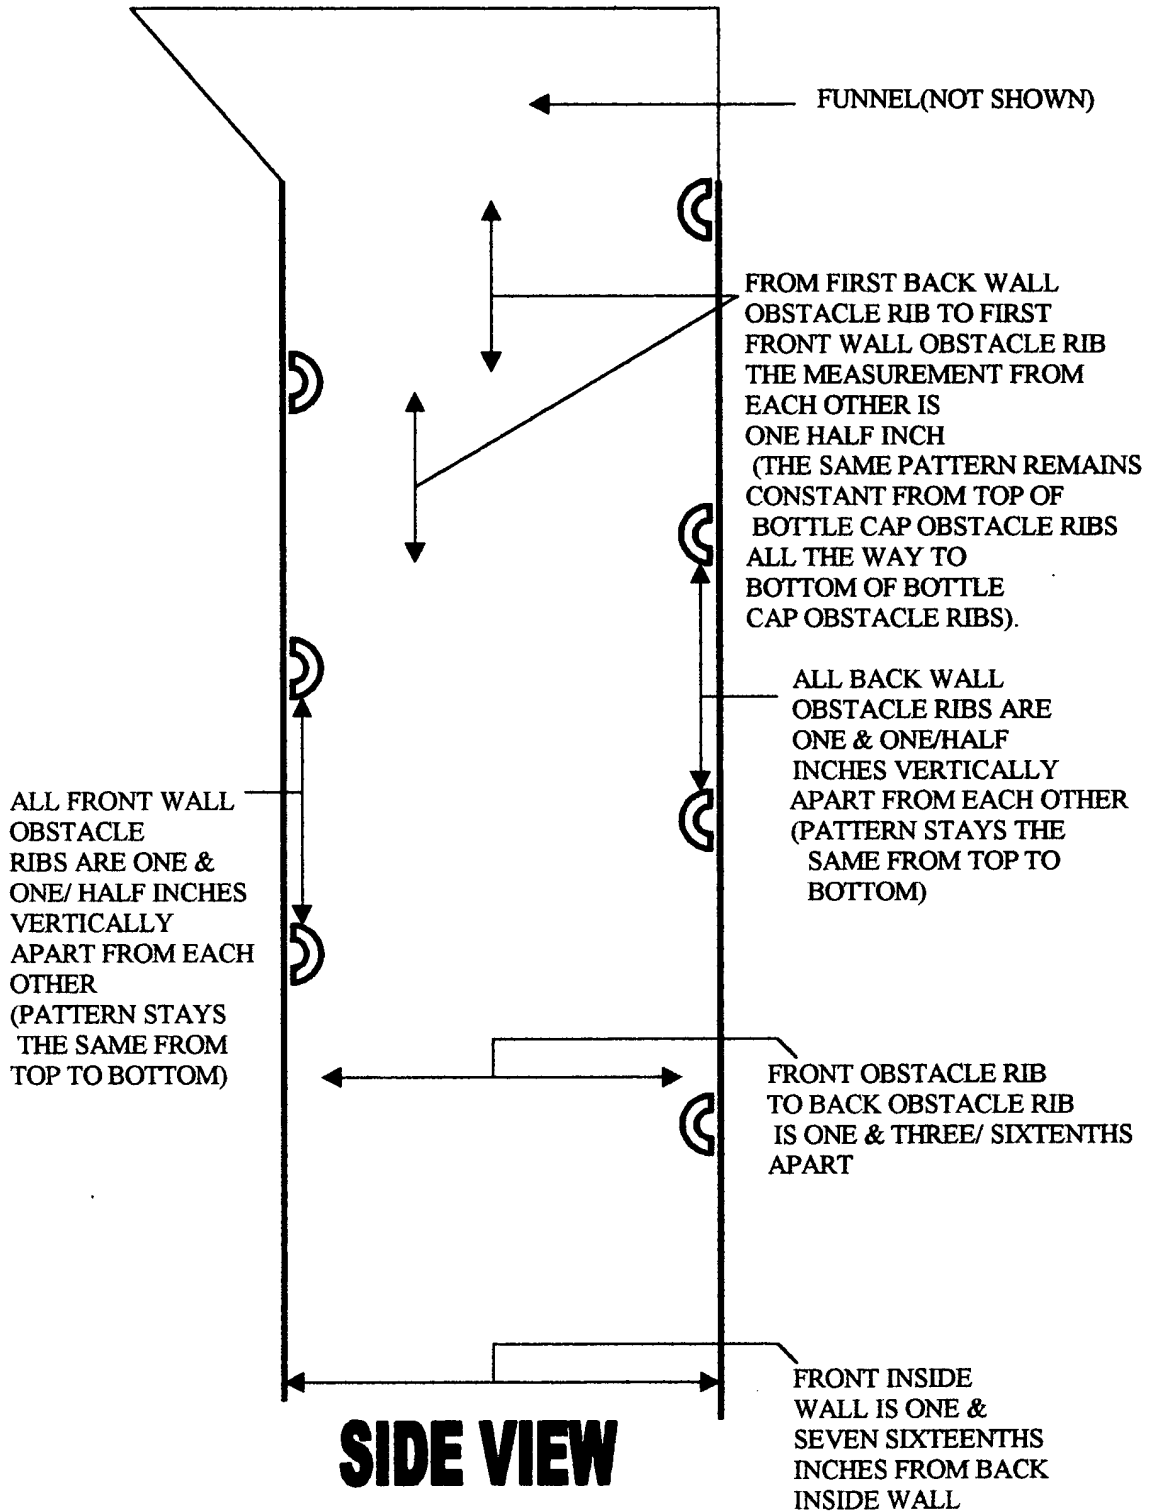 FUNNEL(NOT SHOWN)
FROM FIRST BACK WALL
OBSTACLE RIB TO FIRST
FRONT WALL OBSTACLE RIB
THE MEASUREMENT FROM
EACH OTHER IS
ONE HALF INCH
(THE SAME PATTERN REMAINS
CONSTANT FROM TOP OF
BOTTLE CAP OBSTACLE RIBS
ALL THE WAY TO
BOTTOM OF BOTTLE
CAP OBSTACLE RIBS).
ALL BACK WALL
OBSTACLE RIBS ARE
ONE & ONE/HALF
INCHES VERTICALLY
APART FROM EACH OTHER
(PATTERN STAYS THE
SAME FROM TOP TO
BOTTOM)
ALL FRONT WALL
OBSTACLE
RIBS ARE ONE &
ONE/ HALF INCHES
VERTICALLY
APART FROM EACH
OTHER
(PATTERN STAYS
THE SAME FROM
TOP TO BOTTOM)
FRONT OBSTACLE RIB
TO BACK OBSTACLE RIB
IS ONE & THREE/ SIXTENTHS
APART
FRONT INSIDE
WALL IS ONE &
SEVEN SIXTEENTHS
INCHES FROM BACK
INSIDE WALL
SIDE VIEW